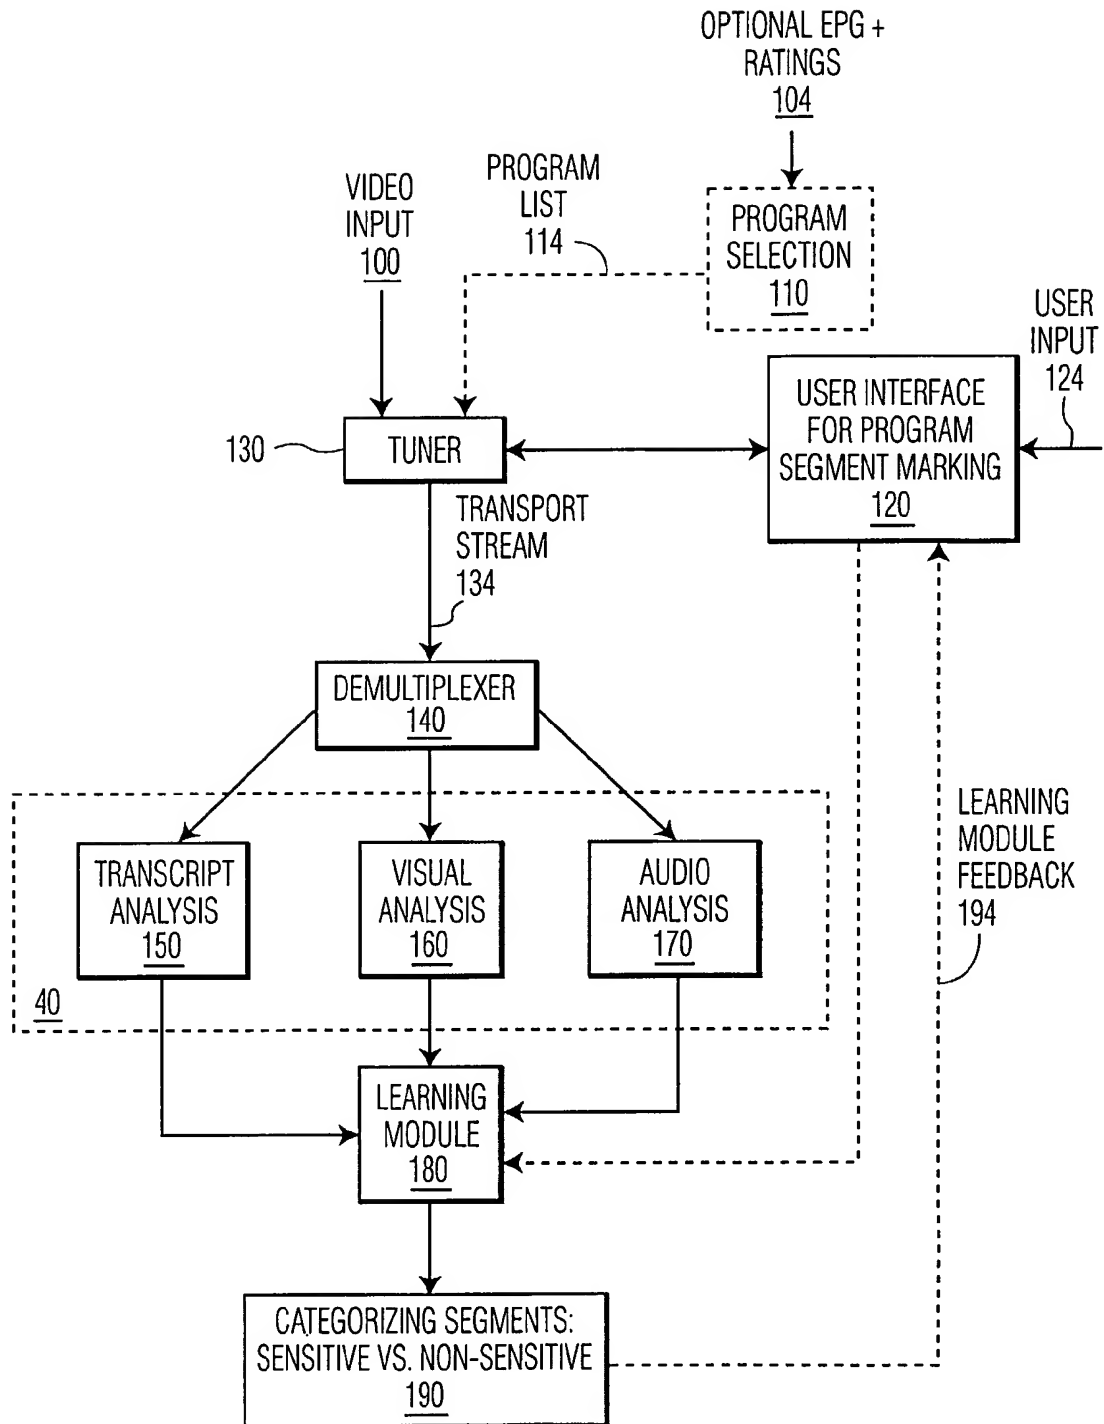 OPTIONAL EPG +
RATINGS
104
PROGRAM
LIST
114
VIDEO
INPUT
100
PROGRAM
SELECTION
110
USER
INPUT
124
USER INTERFACE
FOR PROGRAM
SEGMENT MARKING
120
130
TUNER
TRANSPORT
STREAM
134
DEMULTIPLEXER
140
LEARNING
MODULE
FEEDBACK
194
TRANSCRIPT
ANALYSIS
150
VISUAL
ANALYSIS
160
AUDIO
ANALYSIS
170
40
LEARNING
MODULE
180
CATEGORIZING SEGMENTS:
SENSITIVE VS. NON-SENSITIVE
190